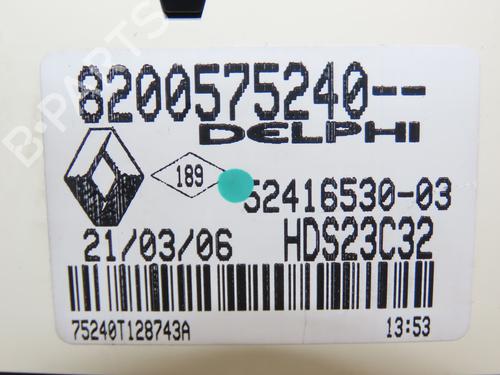 8200575240--
DELPHI
189
52416530-03
21/03/06 HDS23C32
75240T128743A 13:53
B-PARTS